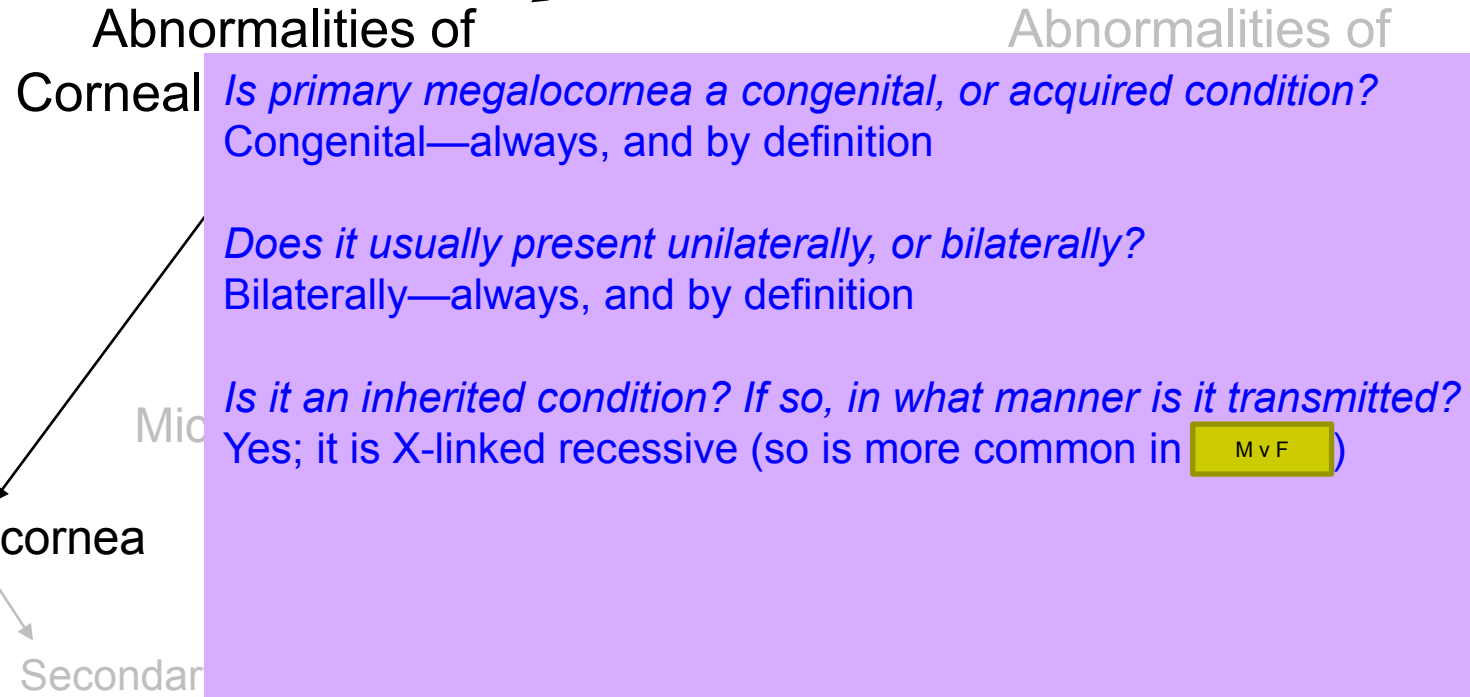 Abnormalities of
Abnormalities of
Corneal
Is primary megalocornea a congenital, or acquired condition?
Congenital—always, and by definition
Does it usually present unilaterally, or bilaterally?
Bilaterally—always, and by definition
Is it an inherited condition? If so, in what manner is it transmitted?
Mic
Yes; it is X-linked recessive (so is more common in M v F )
cornea
Secondar